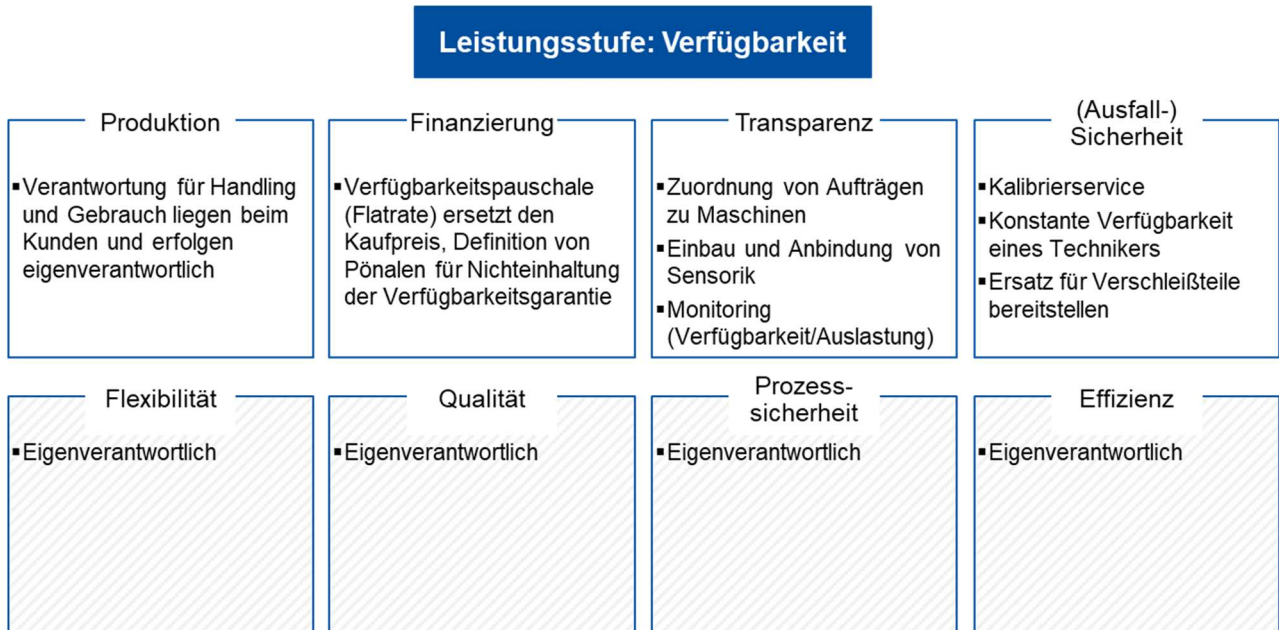 Leistungsstufe: Verfügbarkeit
Produktion
▪Verantwortung für Handling
und Gebrauch liegen beim
Kunden und erfolgen
eigenverantwortlich
Finanzierung
▪Verfügbarkeitspauschale
(Flatrate) ersetzt den
Kaufpreis, Definition von
Pönalen für Nichteinhaltung
der Verfügbarkeitsgarantie
Transparenz
▪Zuordnung von Aufträgen
zu Maschinen
▪Einbau und Anbindung von
Sensorik
▪Monitoring
(Verfügbarkeit/Auslastung)
(Ausfall-)
Sicherheit
▪Kalibrierservice
▪Konstante Verfügbarkeit
eines Technikers
▪Ersatz für Verschleißteile
bereitstellen
Flexibilität
▪Eigenverantwortlich
Qualität
▪Eigenverantwortlich
Prozess-
sicherheit
▪Eigenverantwortlich
Effizienz
▪Eigenverantwortlich